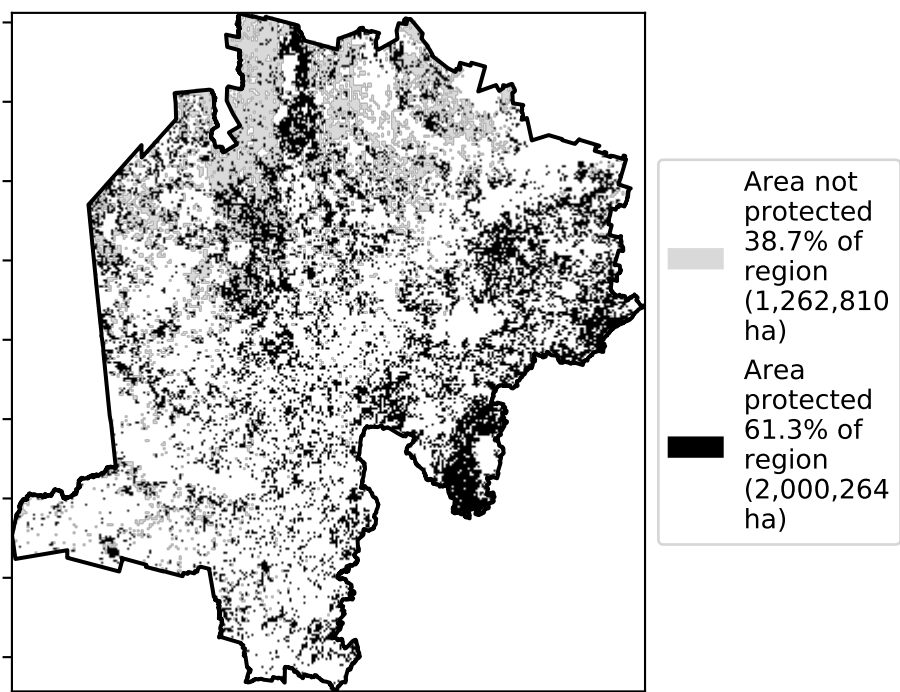 Area not
protected
38.7% of
region
(1,262,810
ha)
Area
protected
61.3% of
region
(2,000,264
ha)